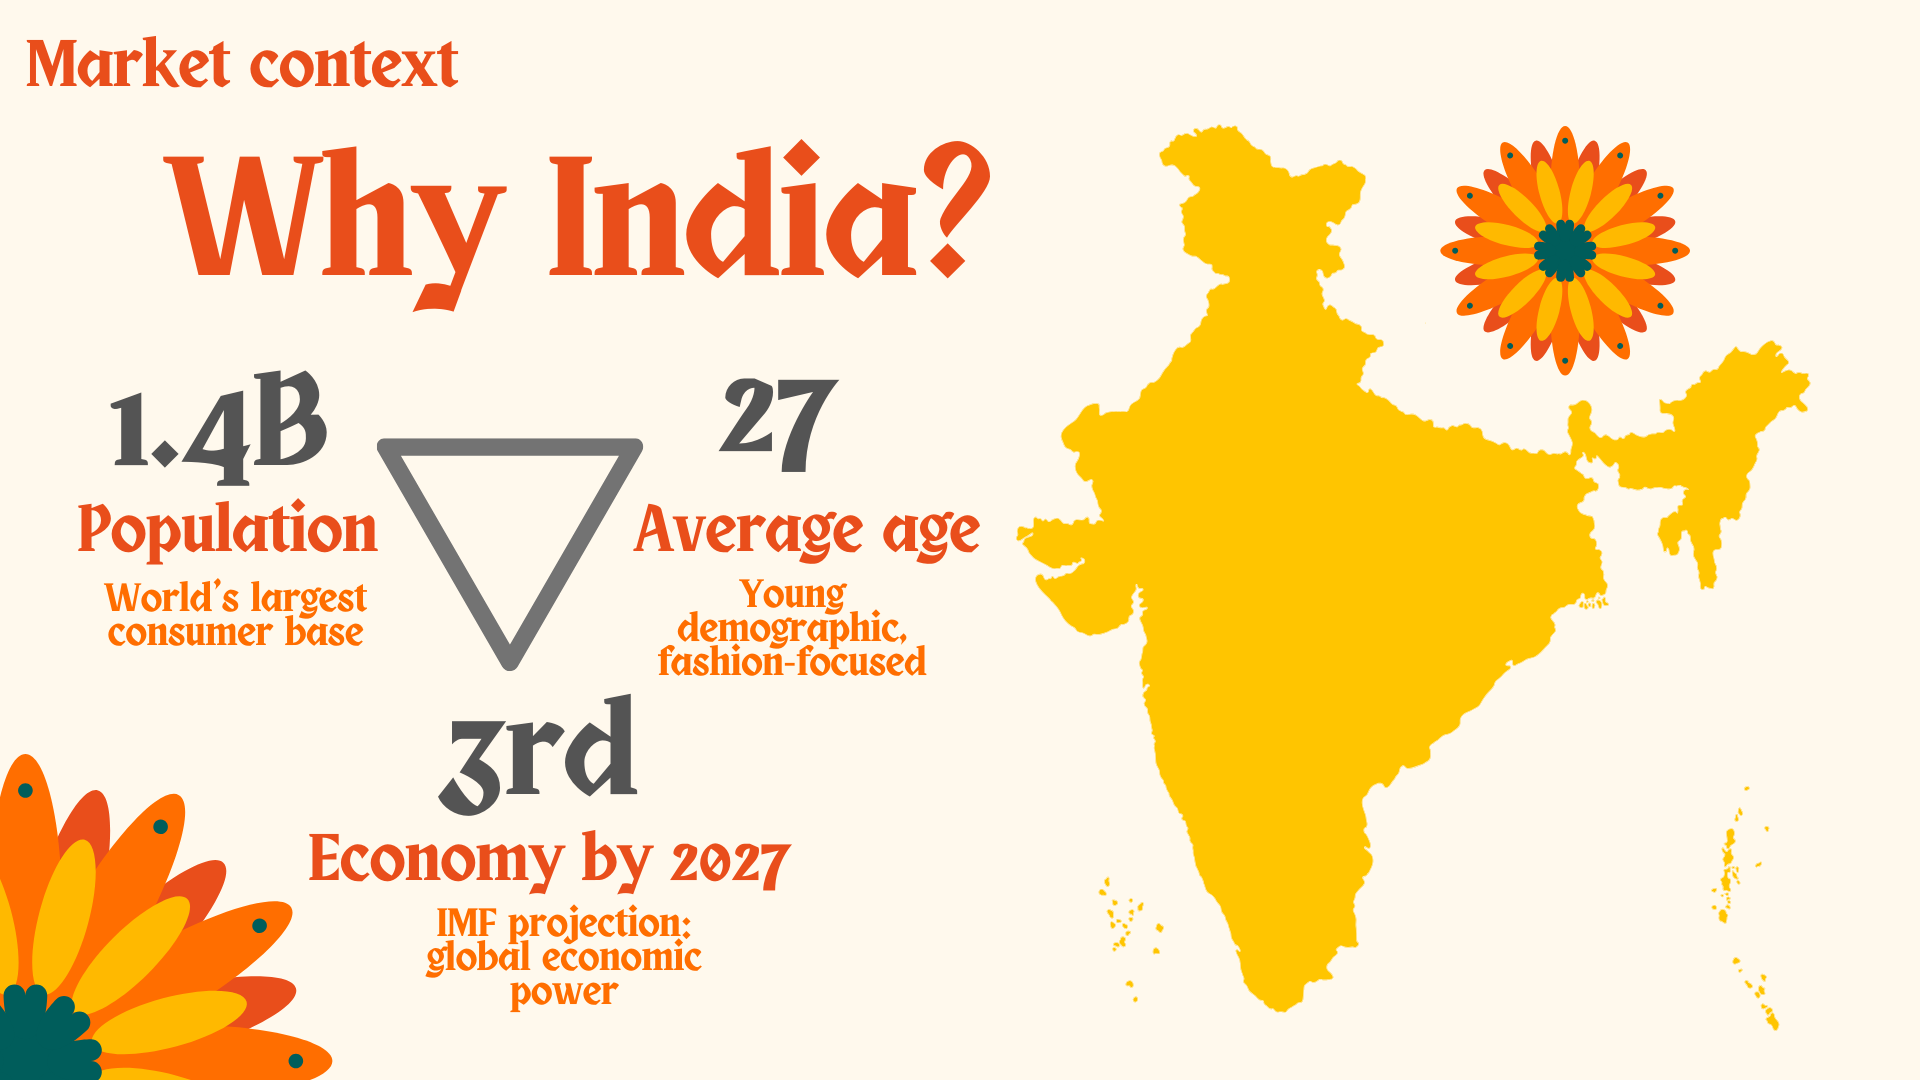 Market context
Why India?
1.4B
Population
World's largest
consumer base
27
Average age
Young
demographic,
fashion-focused
3rd
Economy by 2027
IMF projection:
global economic
power